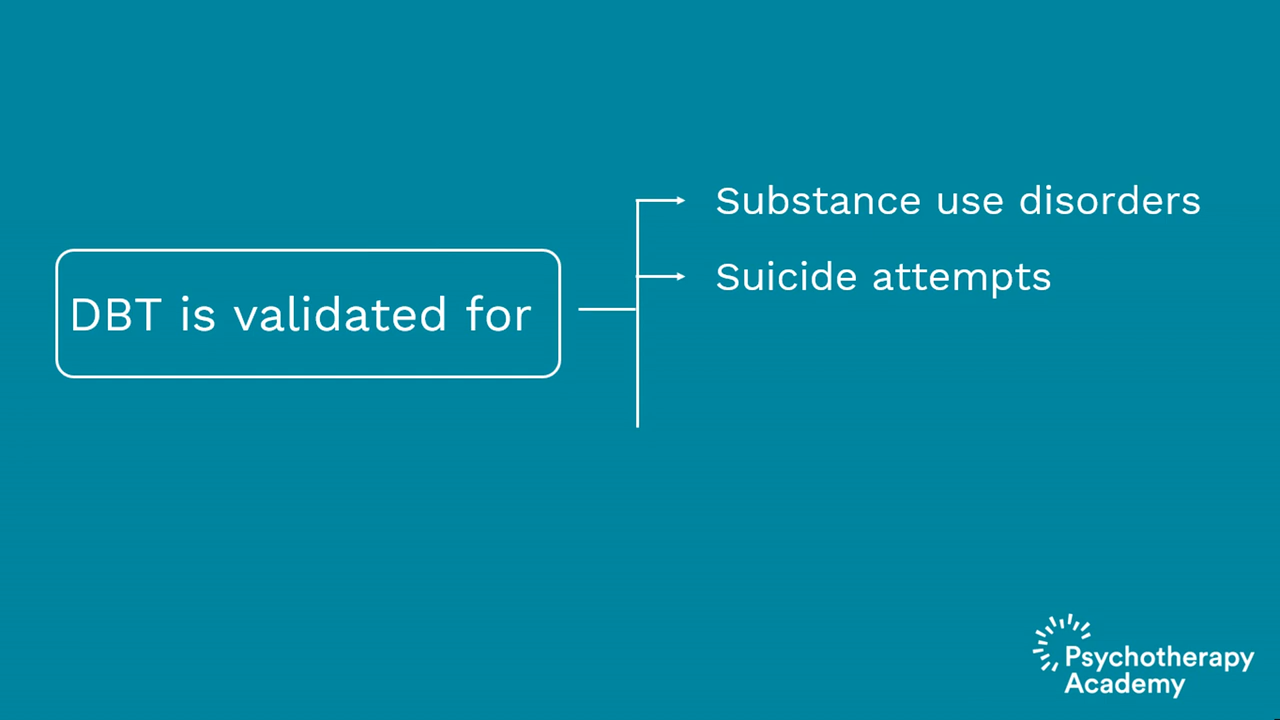 DBT is validated for
Substance use disorders
Suicide attempts
Psychotherapy
Academy